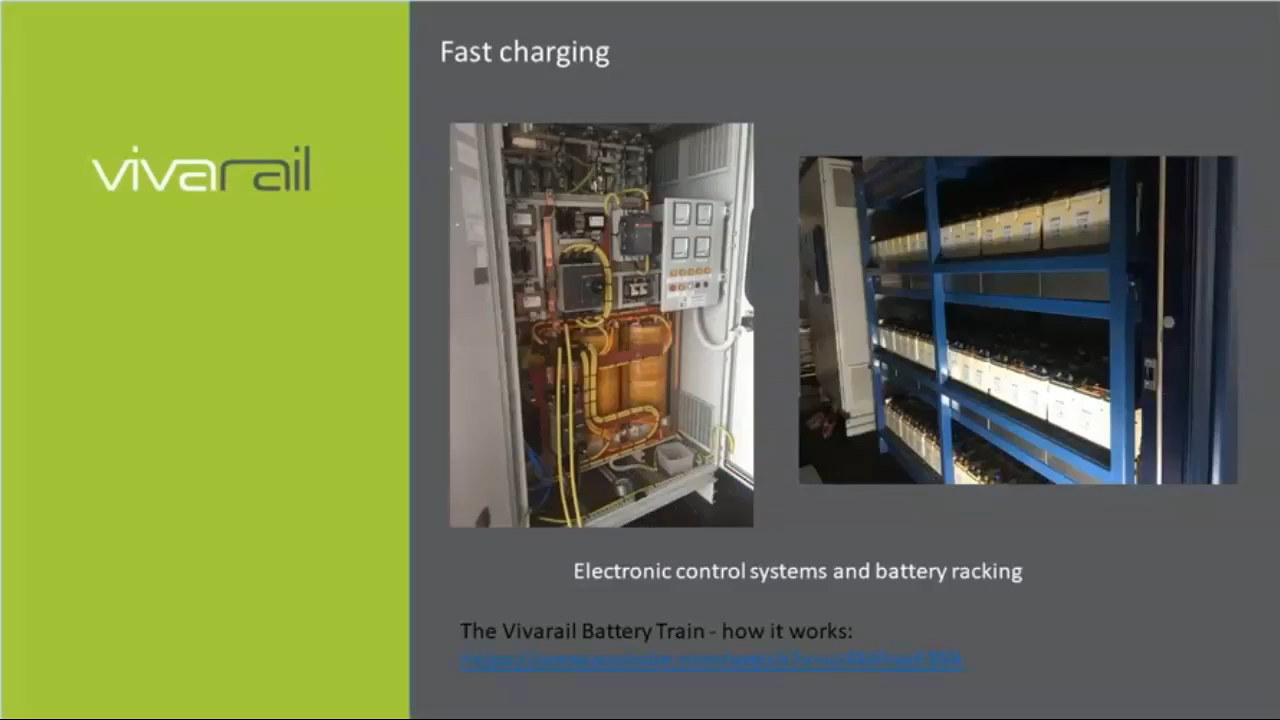 Fast charging
vivarail
Electronic control systems and battery racking
The Vivarail Battery Train - how it works: